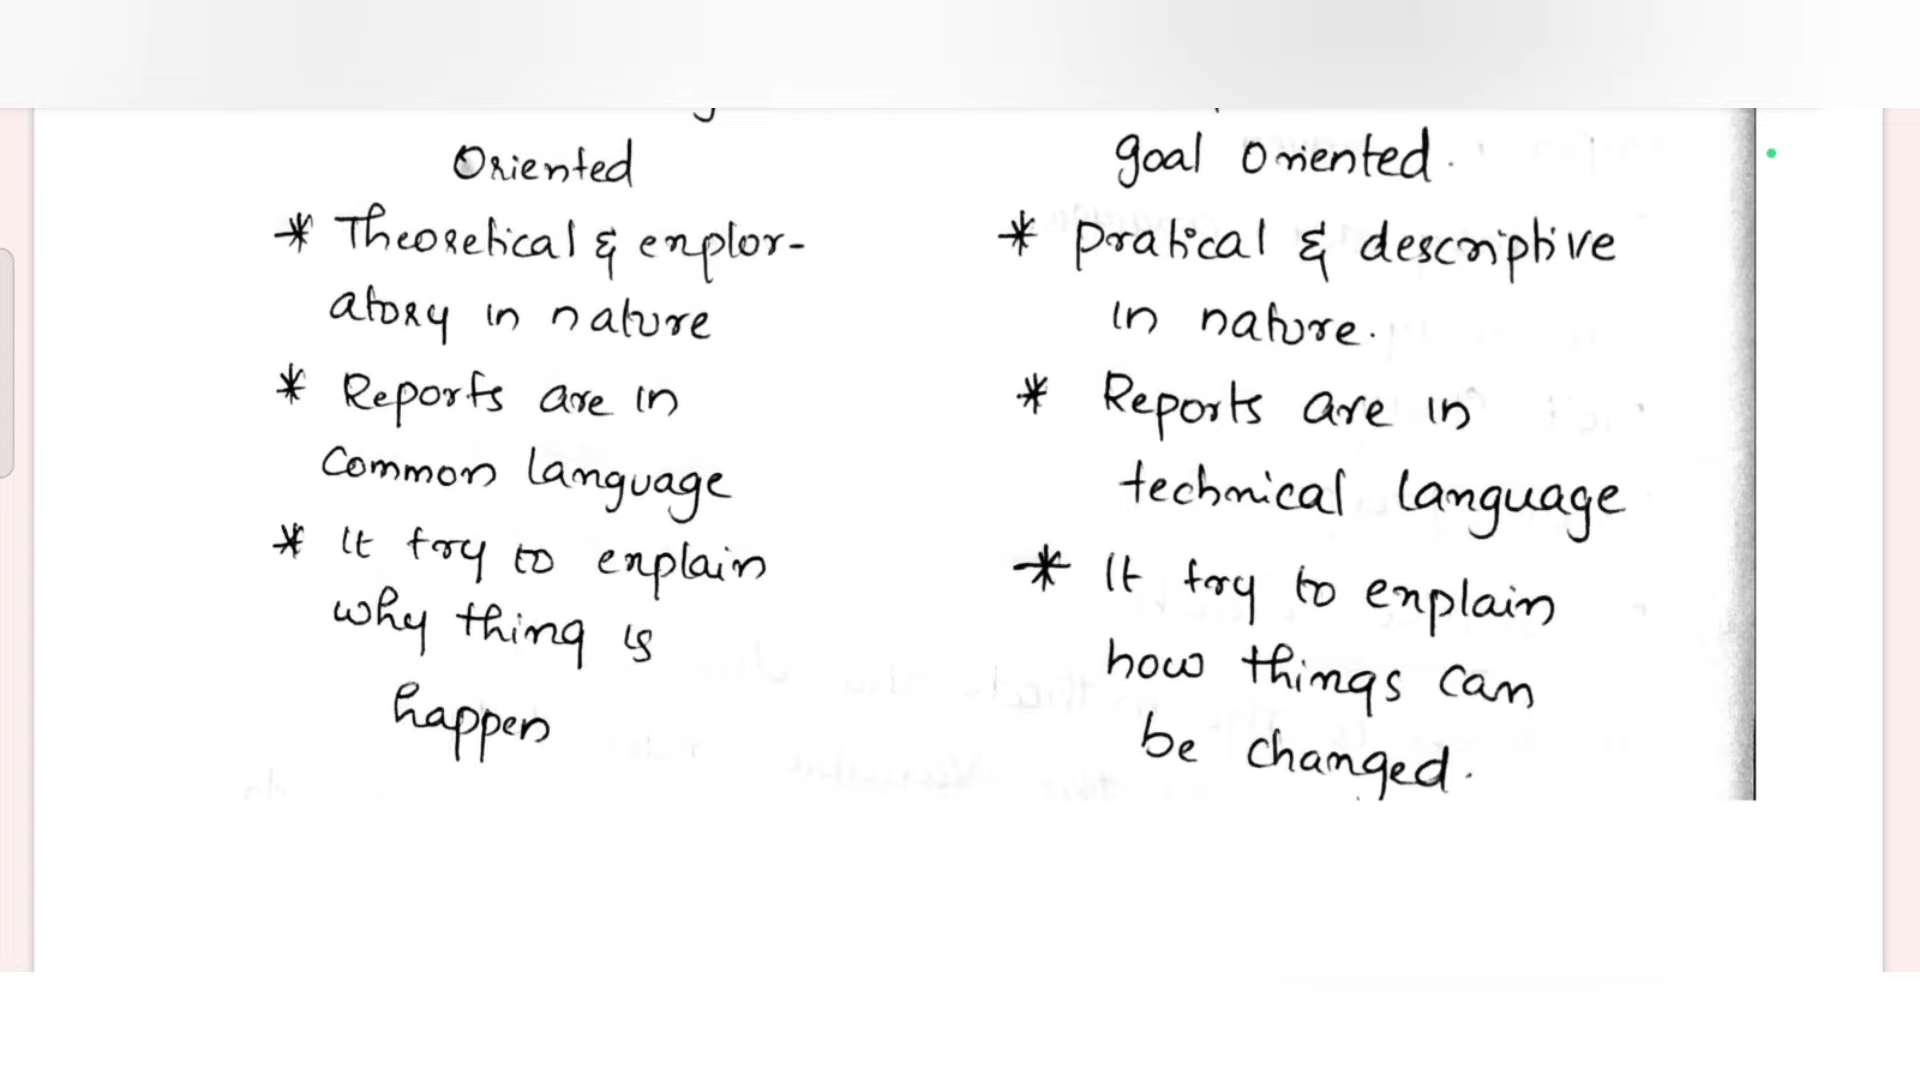 Oriented
* Theoretical & explor-
atory in nature
* Reports are in
Common language
* It try to explain
why thing is
happen
goal oriented.
* pratical & descriptive
in nature.
* Reports are in
technical language
* It try to explain
how things can
be changed.